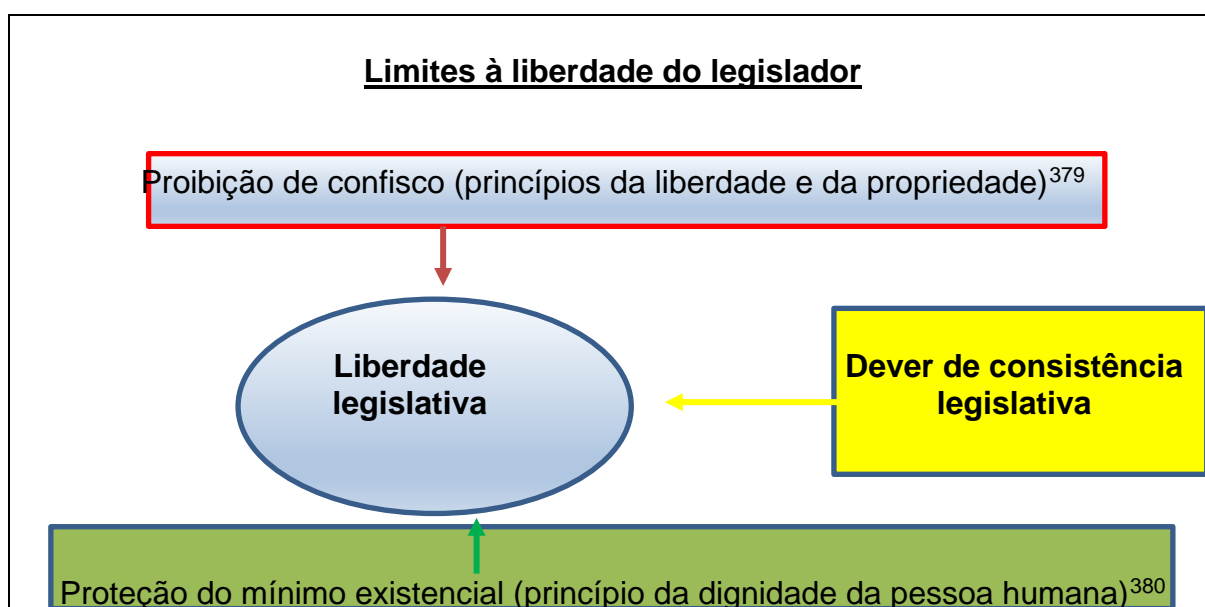 Limites à liberdade do legislador
Proibição de confisco (princípios da liberdade e da propriedade)379
Liberdade
legislativa
Dever de consistência
legislativa
Proteção do mínimo existencial (princípio da dignidade da pessoa humana)380